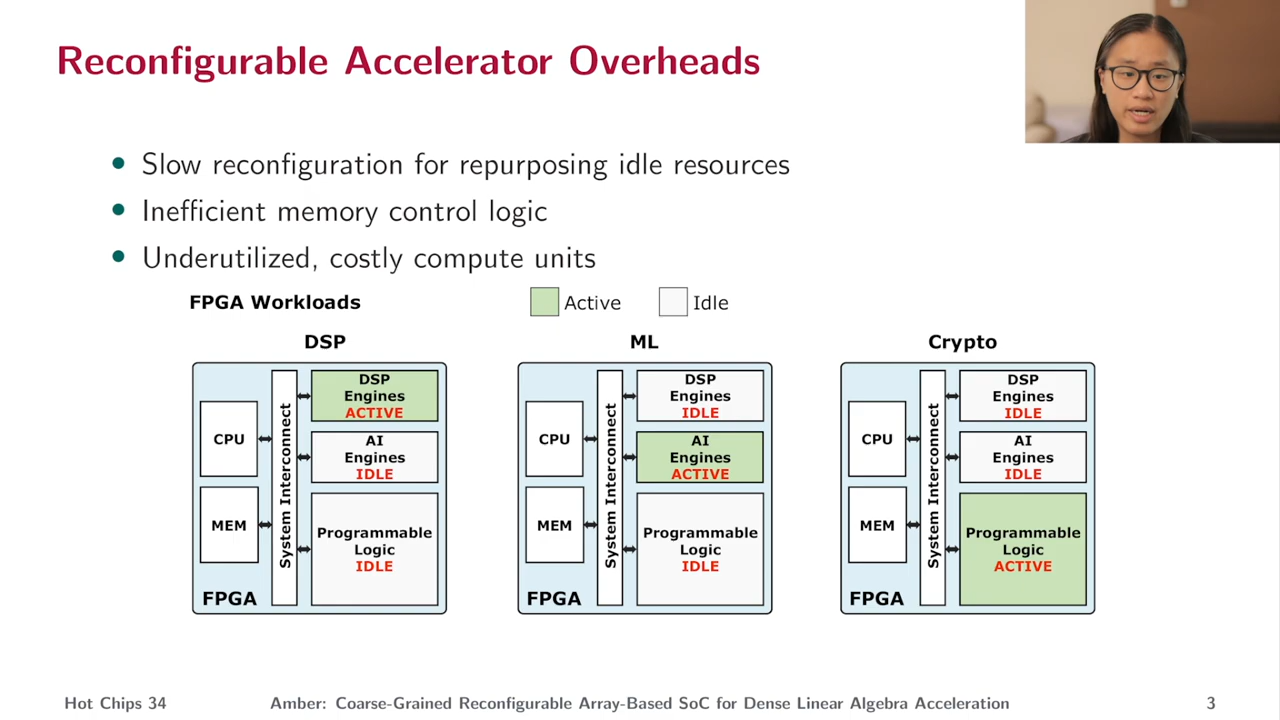 Reconfigurable Accelerator Overheads
• Slow reconfiguration for repurposing idle resources
• Inefficient memory control logic
• Underutilized, costly compute units
FPGA Workloads
Active
Idle
DSP
CPU
MEM
System Interconnect
DSP
Engines
ACTIVE
AI
Engines
IDLE
Programmable
Logic
IDLE
FPGA
ML
CPU
MEM
System Interconnect
DSP
Engines
IDLE
AI
Engines
ACTIVE
Programmable
Logic
IDLE
FPGA
Crypto
CPU
MEM
System Interconnect
DSP
Engines
IDLE
AI
Engines
IDLE
Programmable
Logic
ACTIVE
FPGA
Hot Chips 34
Amber: Coarse-Grained Reconfigurable Array-Based SoC for Dense Linear Algebra Acceleration
3